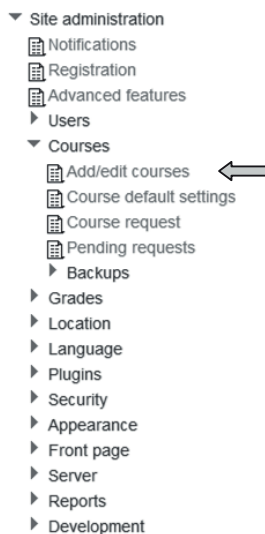 Site administration
Notifications
Registration
Advanced features
Users
Courses
Add/edit courses
Course default settings
Course request
Pending requests
Backups
Grades
Location
Language
Plugins
Security
Appearance
Front page
Server
Reports
Development